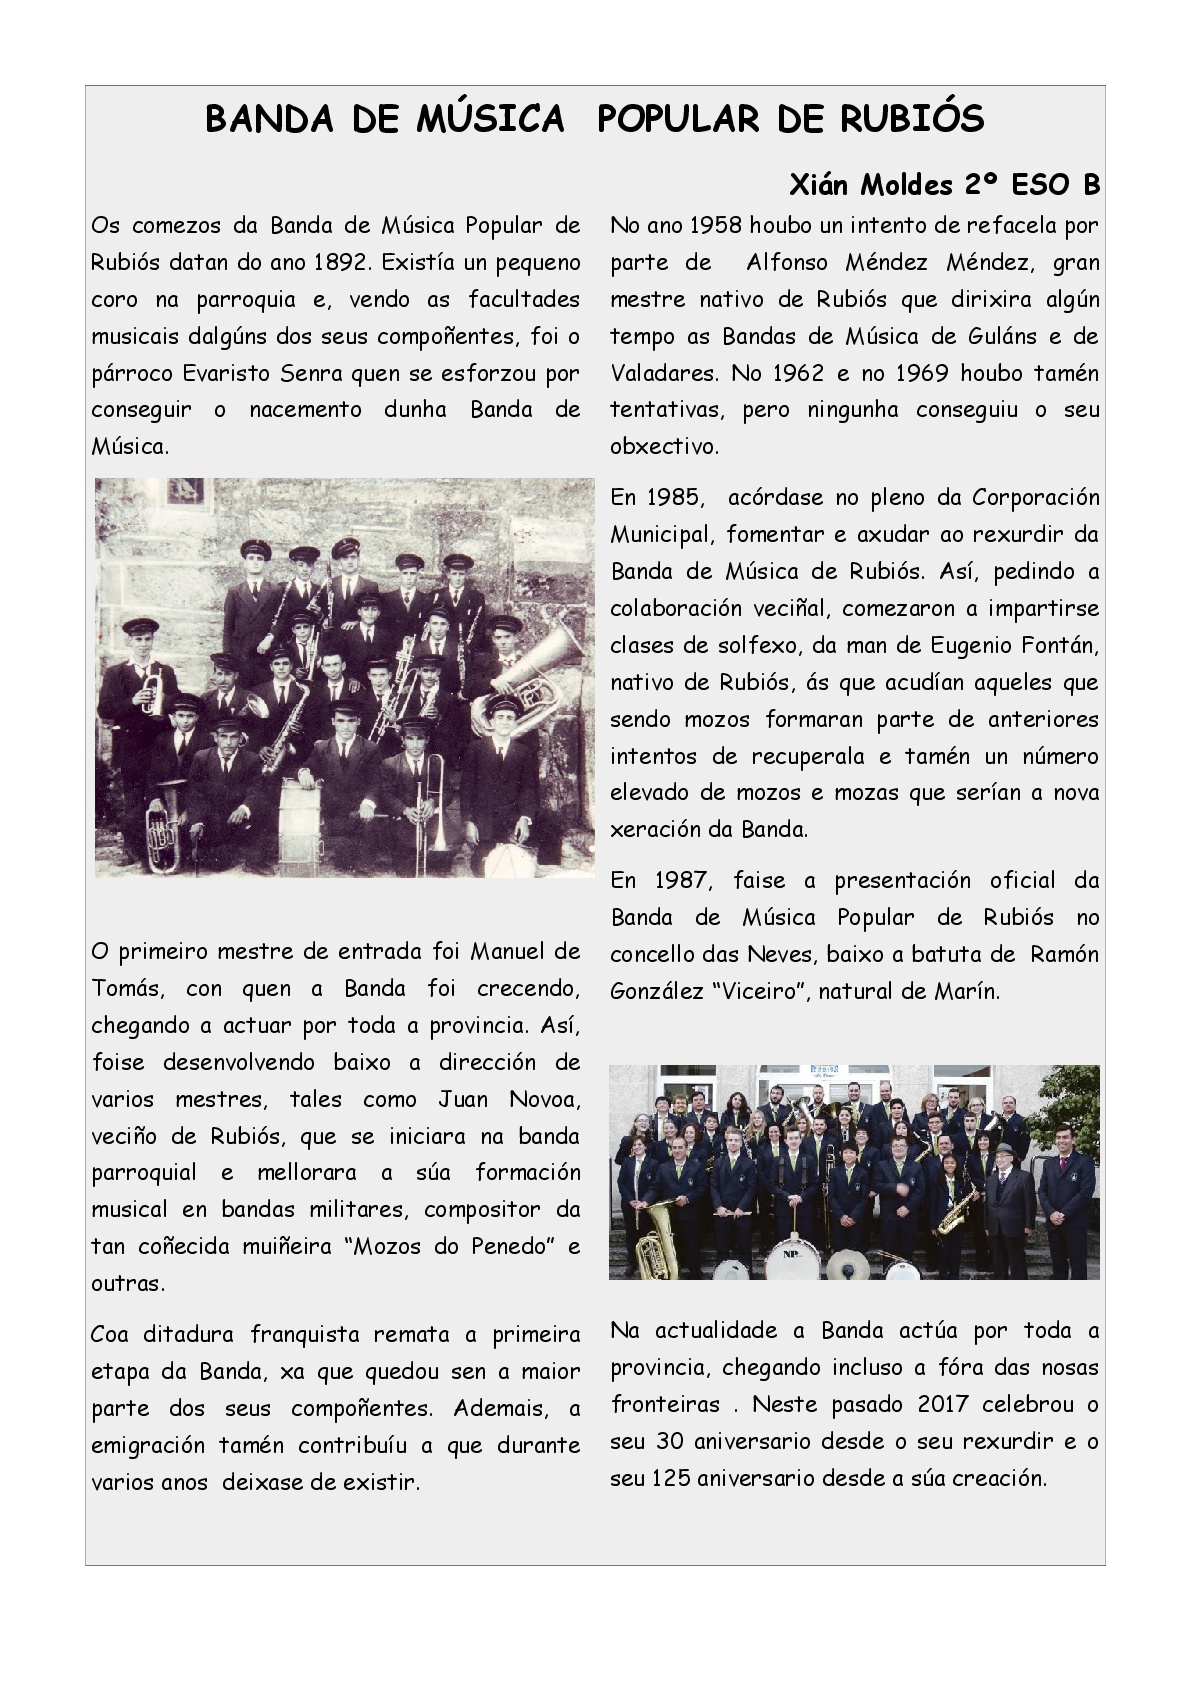 BANDA DE MÚSICA POPULAR DE RUBIÓS
Xián Moldes 2º ESO B
Os comezos da Banda de Música Popular de
Rubiós datan do ano 1892. Existía un pequeno
coro na parroquia e, vendo as facultades
musicais dalgúns dos seus compoñentes, foi o
párroco Evaristo Senra quen se esforzou por
conseguir o nacemento dunha Banda de
Música.
O primeiro mestre de entrada foi Manuel de
Tomás, con quen a Banda foi crecendo,
chegando a actuar por toda a provincia. Así,
foise desenvolvendo baixo a dirección de
varios mestres, tales como Juan Novoa,
veciño de Rubiós, que se iniciara na banda
parroquial e mellorara a súa formación
musical en bandas militares, compositor da
tan coñecida muiñeira “Mozos do Penedo” e
outras.
Coa ditadura franquista remata a primeira
etapa da Banda, xa que quedou sen a maior
parte dos seus compoñentes. Ademais, a
emigración tamén contribuíu a que durante
varios anos deixase de existir.
No ano 1958 houbo un intento de refacela por
parte de Alfonso Méndez Méndez, gran
mestre nativo de Rubiós que dirixira algún
tempo as Bandas de Música de Guláns e de
Valadares. No 1962 e no 1969 houbo tamén
tentativas, pero ningunha conseguiu o seu
obxectivo.
En 1985, acórdase no pleno da Corporación
Municipal, fomentar e axudar ao rexurdir da
Banda de Música de Rubiós. Así, pedindo a
colaboración veciñal, comezaron a impartirse
clases de solfexo, da man de Eugenio Fontán,
nativo de Rubiós, ás que acudían aqueles que
sendo mozos formaran parte de anteriores
intentos de recuperala e tamén un número
elevado de mozos e mozas que serían a nova
xeración da Banda.
En 1987, faise a presentación oficial da
Banda de Música Popular de Rubiós no
concello das Neves, baixo a batuta de Ramón
González “Viceiro”, natural de Marín.
RUBIÓS
NP
Na actualidade a Banda actúa por toda a
provincia, chegando incluso a fóra das nosas
fronteiras . Neste pasado 2017 celebrou o
seu 30 aniversario desde o seu rexurdir e o
seu 125 aniversario desde a súa creación.